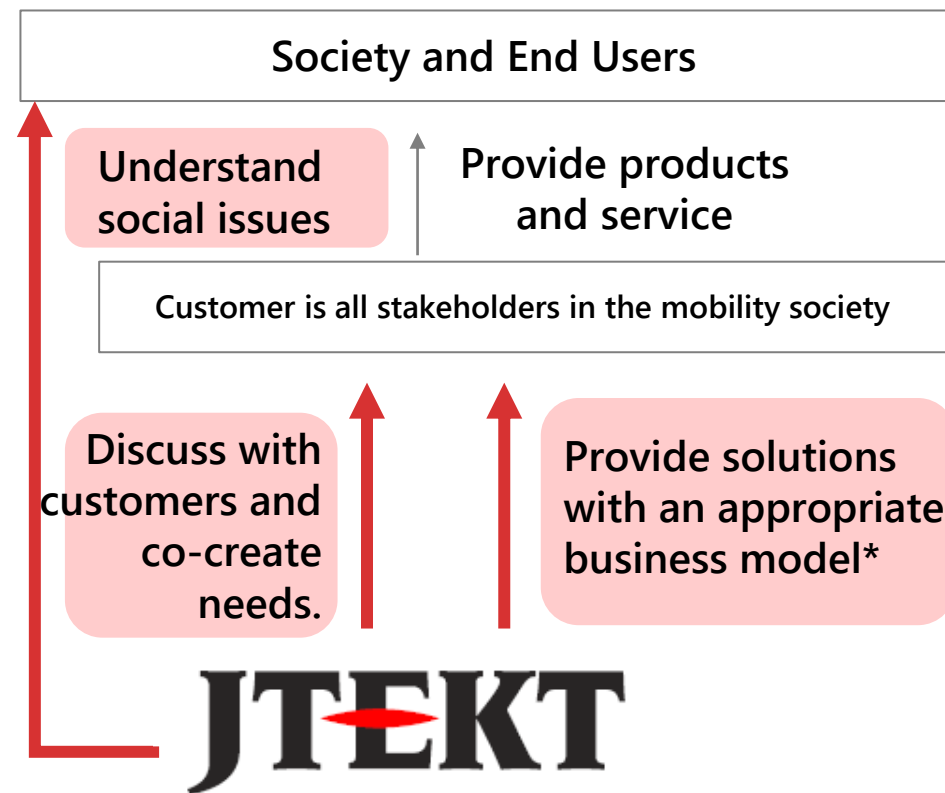 Society and End Users
Understand
social issues
Provide products
and service
Customer is all stakeholders in the mobility society
Discuss with
customers and
co-create
needs.
Provide solutions
with an appropriate
business model*
JTEKT